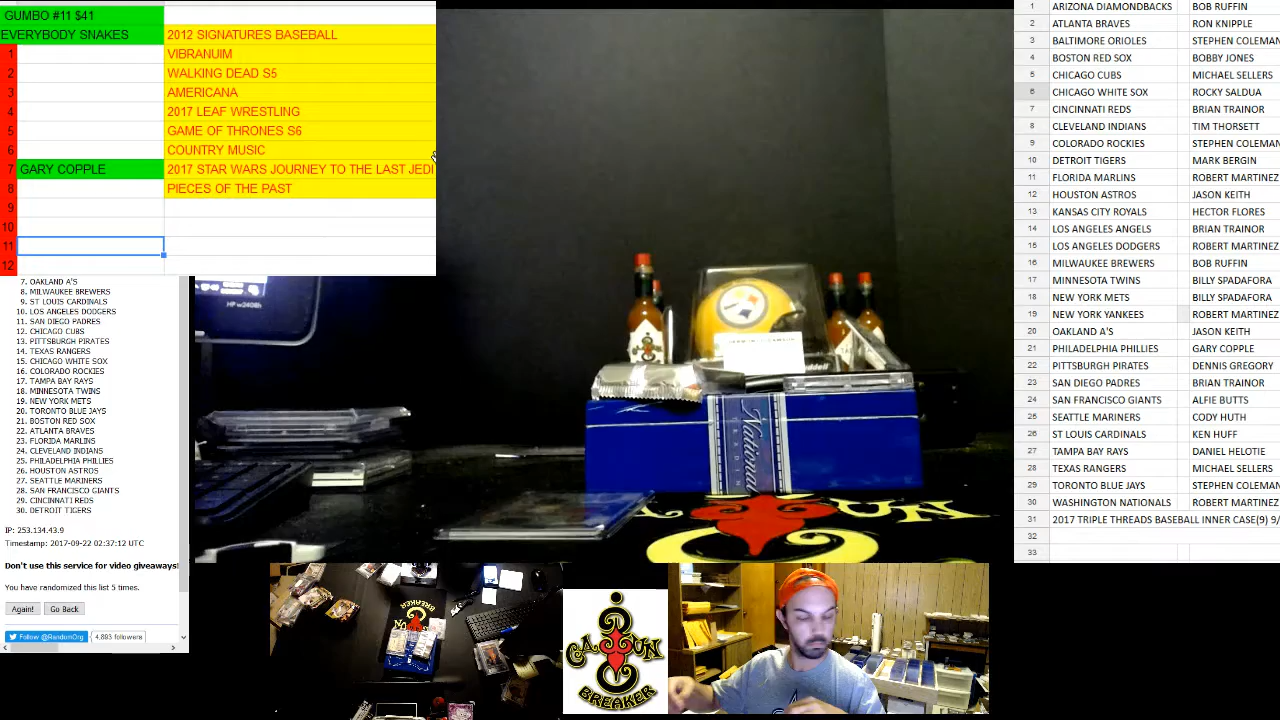 GUMBO #11 $41
EVERYBODY SNAKES 2012 SIGNATURES BASEBALL
1 VIBRANUIM
2 WALKING DEAD S5
3 AMERICANA
4 2017 LEAF WRESTLING
5 GAME OF THRONES S6
6 COUNTRY MUSIC
7 GARY COPPLE 2017 STAR WARS JOURNEY TO THE LAST JEDI
8 PIECES OF THE PAST
9
10
11
12
7. OAKLAND A'S
8. MILWAUKEE BREWERS
9. ST LOUIS CARDINALS
10. LOS ANGELES DODGERS
11. SAN DIEGO PADRES
12. CHICAGO CUBS
13. PITTSBURGH PIRATES
14. TEXAS RANGERS
15. CHICAGO WHITE SOX
16. COLORADO ROCKIES
17. TAMPA BAY RAYS
18. MINNESOTA TWINS
19. NEW YORK METS
20. TORONTO BLUE JAYS
21. BOSTON RED SOX
22. ATLANTA BRAVES
23. FLORIDA MARLINS
24. CLEVELAND INDIANS
25. PHILADELPHIA PHILLIES
26. HOUSTON ASTROS
27. SEATTLE MARINERS
28. SAN FRANCISCO GIANTS
29. CINCINNATI REDS
30. DETROIT TIGERS
IP: 253.134.43.9
Timestamp: 2017-09-22 02:37:12 UTC
Don't use this service for video giveaways!
You have randomized this list 5 times.
Again! Go Back
Follow @RandomOrg 4,893 followers
HP w2408h
National
CAJUN
BREAKER
1 ARIZONA DIAMONDBACKS BOB RUFFIN
2 ATLANTA BRAVES RON KNIPPLE
3 BALTIMORE ORIOLES STEPHEN COLEMAN
4 BOSTON RED SOX BOBBY JONES
5 CHICAGO CUBS MICHAEL SELLERS
6 CHICAGO WHITE SOX ROCKY SALDUA
7 CINCINNATI REDS BRIAN TRAINOR
8 CLEVELAND INDIANS TIM THORSETT
9 COLORADO ROCKIES STEPHEN COLEMAN
10 DETROIT TIGERS MARK BERGIN
11 FLORIDA MARLINS ROBERT MARTINEZ
12 HOUSTON ASTROS JASON KEITH
13 KANSAS CITY ROYALS HECTOR FLORES
14 LOS ANGELES ANGELS BRIAN TRAINOR
15 LOS ANGELES DODGERS ROBERT MARTINEZ
16 MILWAUKEE BREWERS BOB RUFFIN
17 MINNESOTA TWINS BILLY SPADAFORA
18 NEW YORK METS BILLY SPADAFORA
19 NEW YORK YANKEES ROBERT MARTINEZ
20 OAKLAND A'S JASON KEITH
21 PHILADELPHIA PHILLIES GARY COPPLE
22 PITTSBURGH PIRATES DENNIS GREGORY
23 SAN DIEGO PADRES BRIAN TRAINOR
24 SAN FRANCISCO GIANTS ALFIE BUTTS
25 SEATTLE MARINERS CODY HUTH
26 ST LOUIS CARDINALS KEN HUFF
27 TAMPA BAY RAYS DANIEL HELOTIE
28 TEXAS RANGERS MICHAEL SELLERS
29 TORONTO BLUE JAYS STEPHEN COLEMAN
30 WASHINGTON NATIONALS ROBERT MARTINEZ
31 2017 TRIPLE THREADS BASEBALL INNER CASE(9) 9/
32
33